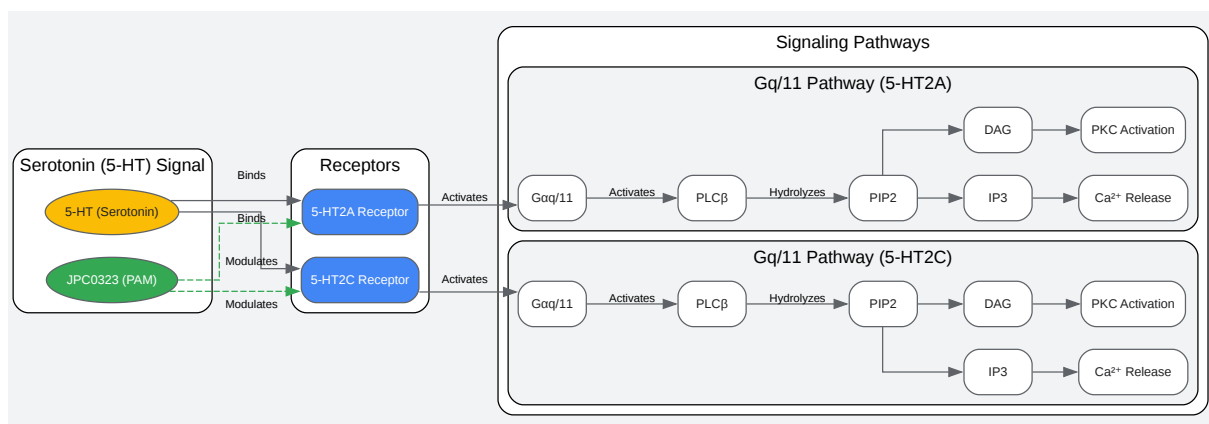 Signaling Pathways
Gq/11 Pathway (5-HT2A)
DAG
PKC Activation
Serotonin (5-HT) Signal
Receptors
Binds
5-HT (Serotonin)
5-HT2A Receptor
Activates
Gαq/11
Activates
PLCβ
Hydrolyzes
PIP2
IP3
Ca²⁺ Release
Binds
Gq/11 Pathway (5-HT2C)
Modulates
JPC0323 (PAM)
5-HT2C Receptor
Activates
Modulates
Gαq/11
Activates
PLCβ
Hydrolyzes
PIP2
DAG
PKC Activation
IP3
Ca²⁺ Release